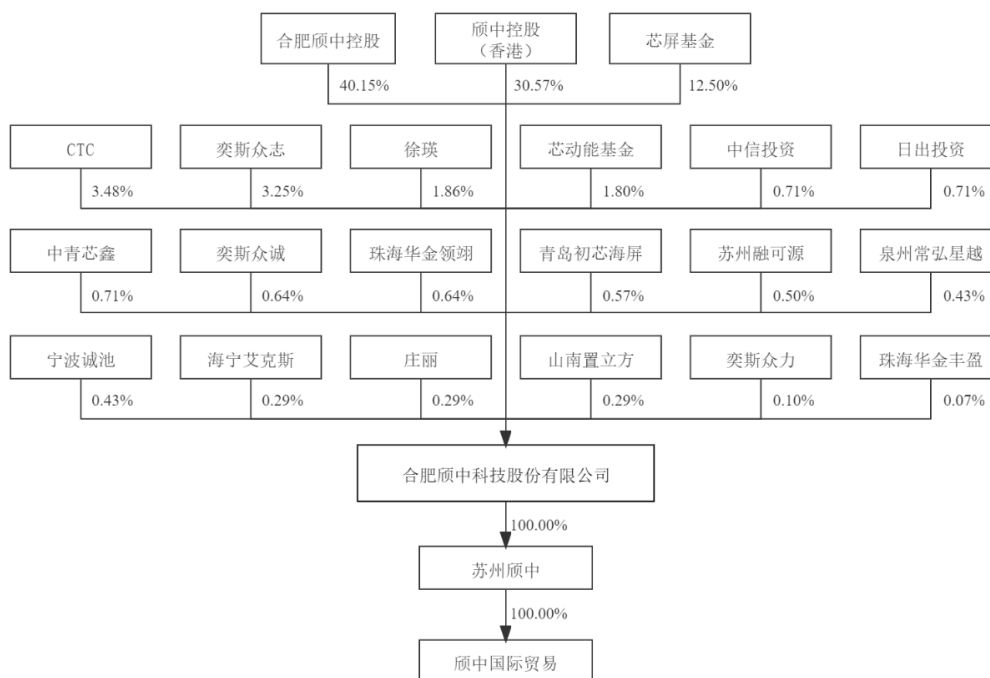 合肥颀中控股
颀中控股
（香港）
芯屏基金
40.15%
30.57%
12.50%
CTC
奕斯众志
徐瑛
芯动能基金
中信投资
日出投资
3.48%
3.25%
1.86%
1.80%
0.71%
0.71%
中青芯鑫
奕斯众诚
珠海华金领翊
青岛初芯海屏
苏州融可源
泉州常弘星越
0.71%
0.64%
0.64%
0.57%
0.50%
0.43%
宁波诚池
海宁艾克斯
庄丽
山南置立方
奕斯众力
珠海华金丰盈
0.43%
0.29%
0.29%
0.29%
0.10%
0.07%
合肥颀中科技股份有限公司
100.00%
苏州颀中
100.00%
颀中国际贸易